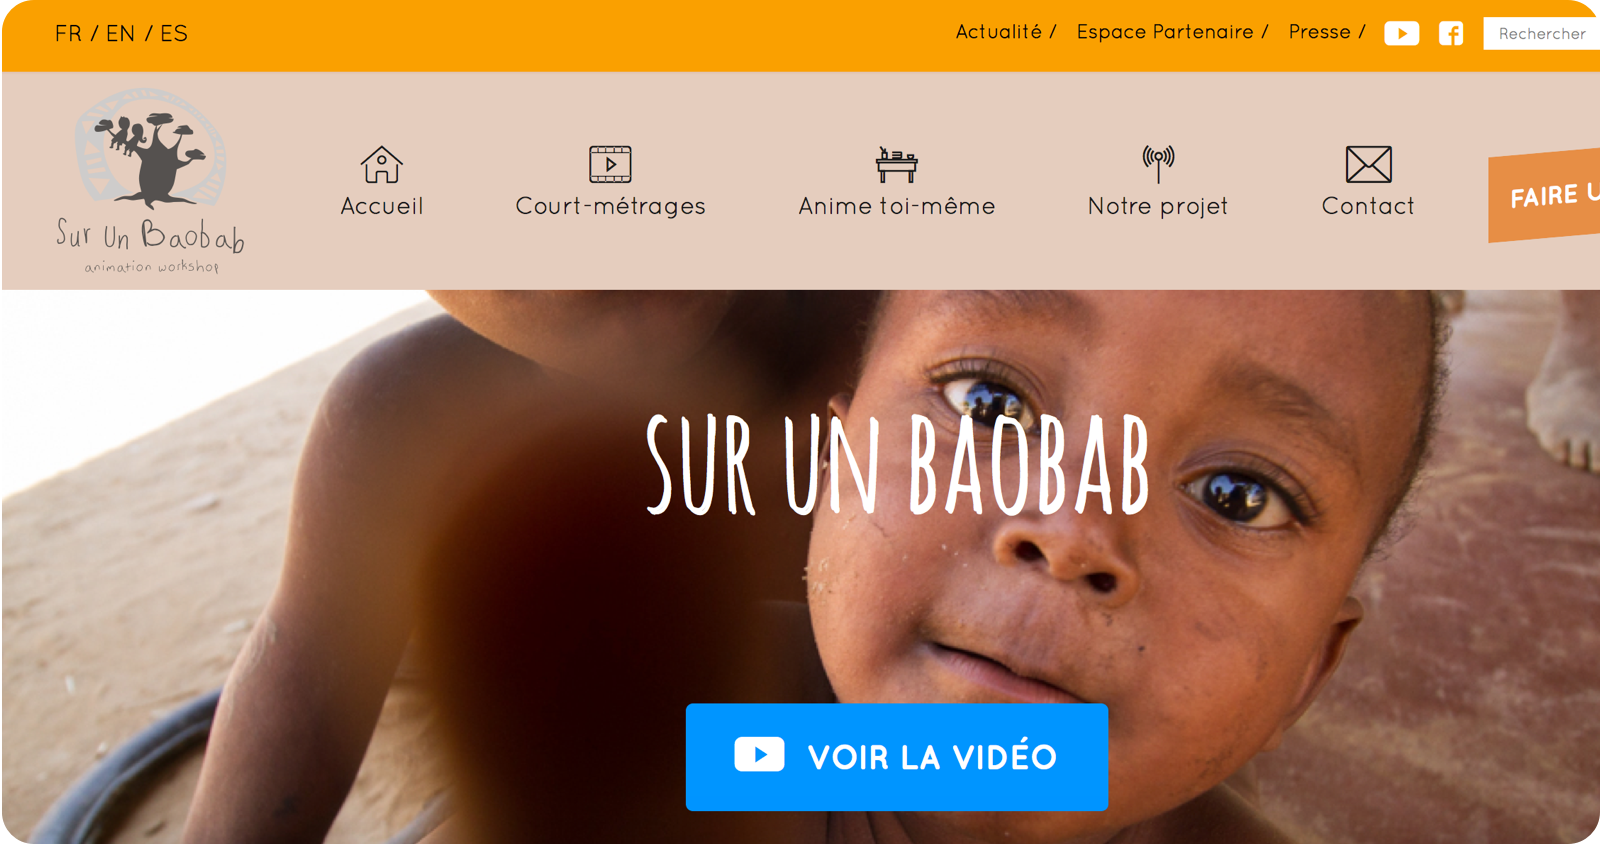 FR / EN / ES
Actualité / Espace Partenaire / Presse / Rechercher
Sur Un Baobab
animation workshop
Accueil Court-métrages Anime toi-même Notre projet Contact
FAIRE U
SUR UN BAOBAB
VOIR LA VIDÉO